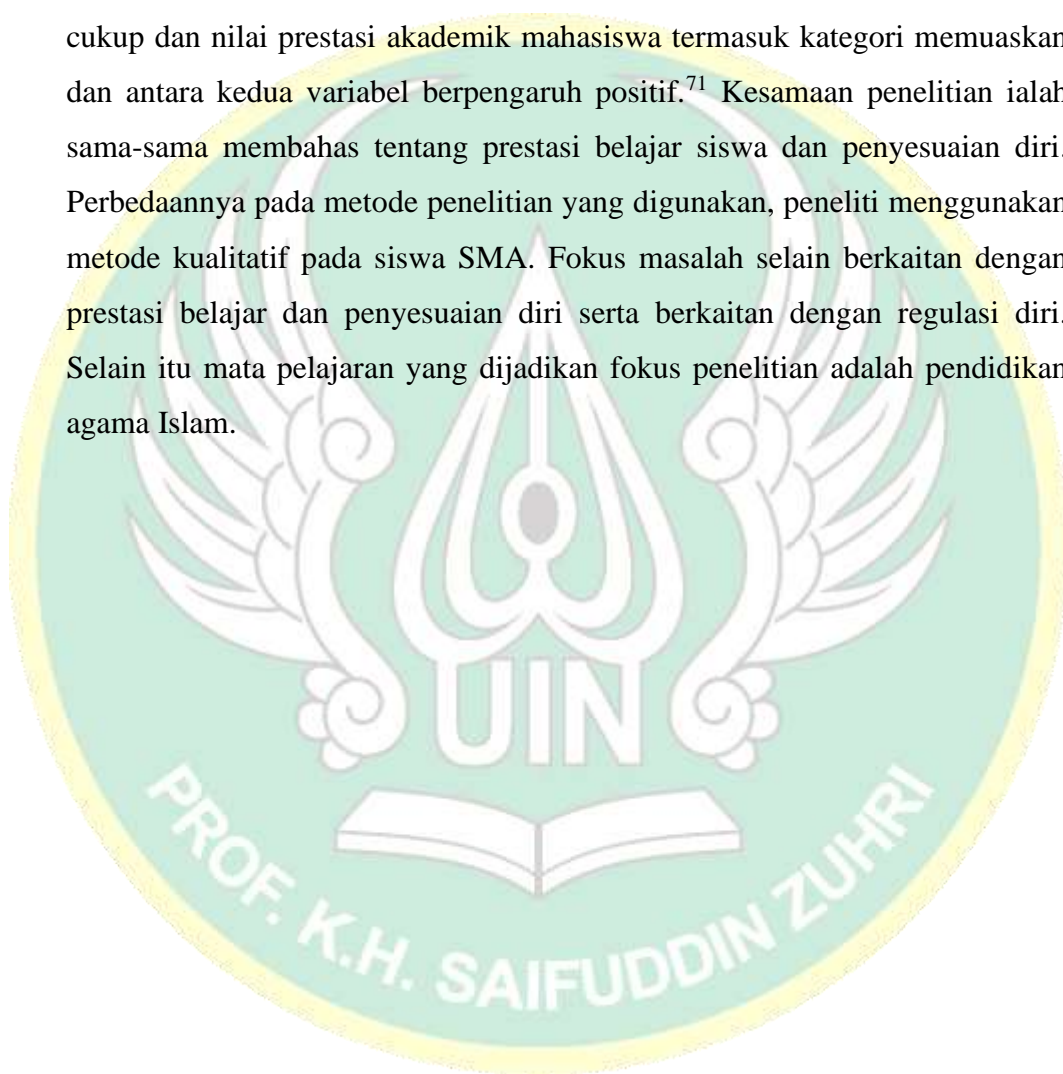 cukup dan nilai prestasi akademik mahasiswa termasuk kategori memuaskan
dan antara kedua variabel berpengaruh positif.71 Kesamaan penelitian ialah
sama-sama membahas tentang prestasi belajar siswa dan penyesuaian diri.
Perbedaannya pada metode penelitian yang digunakan, peneliti menggunakan
metode kualitatif pada siswa SMA. Fokus masalah selain berkaitan dengan
prestasi belajar dan penyesuaian diri serta berkaitan dengan regulasi diri.
Selain itu mata pelajaran yang dijadikan fokus penelitian adalah pendidikan
agama Islam.
UIN
PROF. K.H. SAIFUDDIN ZUHRI